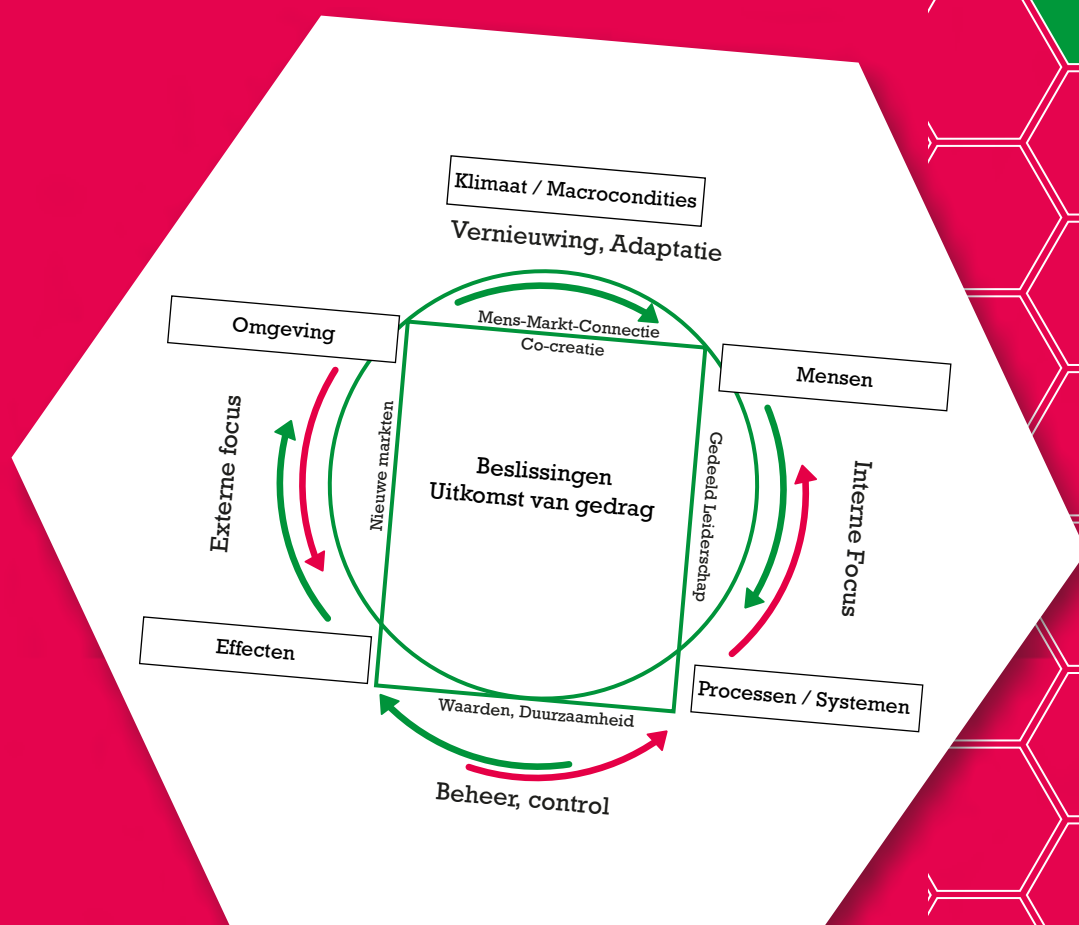 Klimaat / Macrocondities
Vernieuwing, Adaptatie
Omgeving
Mens-Markt-Connectie
Co-creatie
Mensen
Externe focus
Nieuwe markten
Beslissingen
Uitkomst van gedrag
Gedeeld Leiderschap
Interne Focus
Effecten
Processen / Systemen
Waarden, Duurzaamheid
Beheer, control